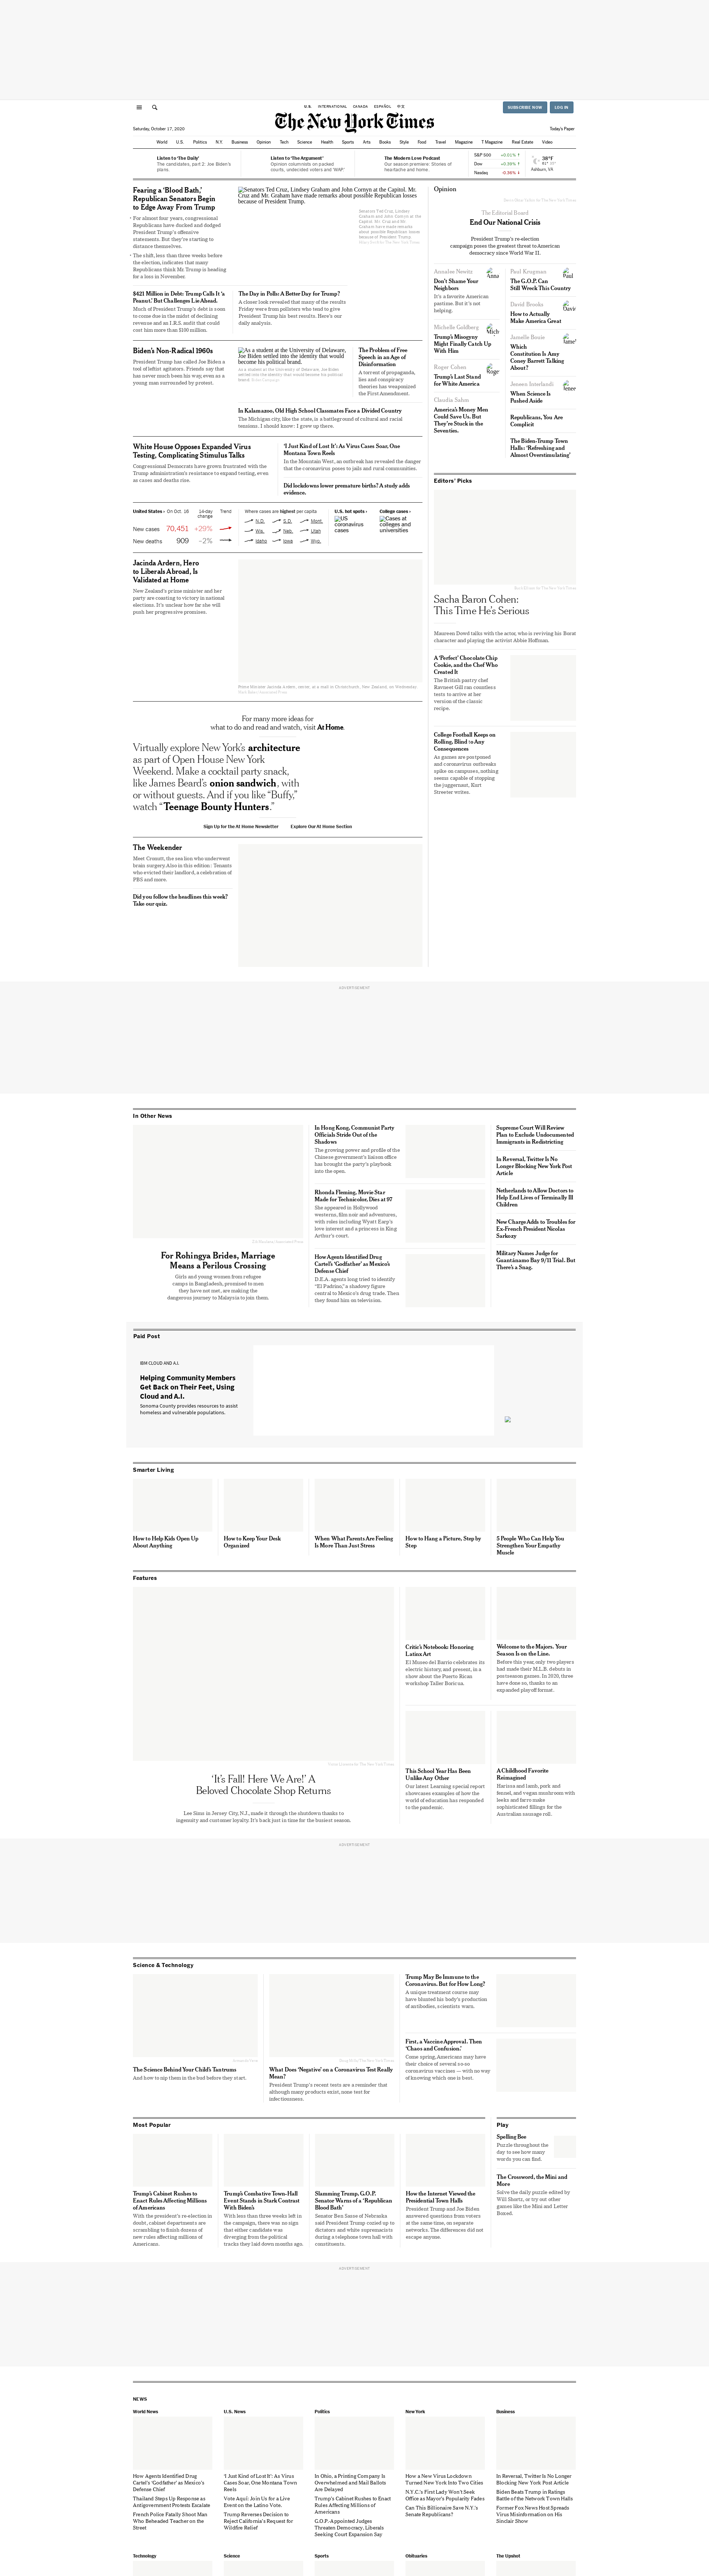 U.S. INTERNATIONAL CANADA ESPAÑOL 中文
SUBSCRIBE NOW LOG IN
The New York Times
Saturday, October 17, 2020
Today's Paper
World U.S. Politics N.Y. Business Opinion Tech Science Health Sports Arts Books Style Food Travel Magazine T Magazine Real Estate Video
Listen to 'The Daily'
The candidates, part 2: Joe Biden's
plans.
Listen to 'The Argument'
Opinion columnists on packed
courts, undecided voters and 'WAP'
The Modern Love Podcast
Our season premiere: Stories of
heartache and home.
S&P 500 +0.01%
Dow +0.39%
Nasdaq -0.36%
38°F
Ashburn, VA
Fearing a 'Blood Bath,'
Republican Senators Begin
to Edge Away From Trump
For almost four years, congressional
Republicans have ducked and dodged
President Trump's offensive
statements. But they're starting to
distance themselves.
The shift, less than three weeks before
the election, indicates that many
Republicans think Mr. Trump is heading
for a loss in November.
Senators Ted Cruz, Lindsey Graham and John Cornyn at the Capitol. Mr.
Cruz and Mr. Graham have made remarks about possible Republican losses
because of President Trump.
Senators Ted Cruz, Lindsey
Graham and John Cornyn at the
Capitol. Mr. Cruz and Mr.
Graham have made remarks
about possible Republican losses
because of President Trump.
$421 Million in Debt: Trump Calls It 'a
Peanut,' But Challenges Lie Ahead.
Much of President Trump's debt is soon
to come due in the midst of declining
revenue and an I.R.S. audit that could
cost him more than $100 million.
The Day in Polls: A Better Day for Trump?
A closer look reveals that many of the results
Friday were from pollsters who tend to give
President Trump his best results. Here's our
daily analysis.
Biden's Non-Radical 1960s
President Trump has called Joe Biden a
tool of leftist agitators. Friends say that
has never much been his way, even as a
young man surrounded by protest.
As a student at the University of Delaware,
Joe Biden settled into the identity that would
become his political brand.
As a student at the University of Delaware, Joe Biden
settled into the identity that would become his political
brand.
The Problem of Free
Speech in an Age of
Disinformation
A torrent of propaganda,
lies and conspiracy
theories has weaponized
the First Amendment.
In Kalamazoo, Old High School Classmates Face a Divided Country
The Michigan city, like the state, is a battleground of cultural and racial
tensions. I should know: I grew up there.
White House Opposes Expanded Virus
Testing, Complicating Stimulus Talks
Congressional Democrats have grown frustrated with the
Trump administration's resistance to expand testing, even
as cases and deaths rise.
'I Just Kind of Lost It': As Virus Cases Soar, One
Montana Town Reels
In the Mountain West, an outbreak has revealed the danger
that the coronavirus poses to jails and rural communities.
Did lockdowns lower premature births? A study adds
evidence.
United States › On Oct. 16 14-day change Trend
New cases 70,451 +29%
New deaths 909 –2%
Where cases are highest per capita
N.D. S.D. Mont.
Wis. Neb. Utah
Idaho Iowa Wyo.
U.S. hot spots ›
US
coronavirus
cases
College cases ›
Cases at
colleges and
universities
Jacinda Ardern, Hero
to Liberals Abroad, Is
Validated at Home
New Zealand's prime minister and her
party are coasting to victory in national
elections. It's unclear how far she will
push her progressive promises.
Prime Minister Jacinda Ardern, center, at a mall in Christchurch, New Zealand, on Wednesday.
For many more ideas for
what to do and read and watch, visit At Home.
Virtually explore New York's architecture
as part of Open House New York
Weekend. Make a cocktail party snack,
like James Beard's onion sandwich, with
or without guests. And if you like "Buffy,"
watch "Teenage Bounty Hunters."
Sign Up for the At Home Newsletter Explore Our At Home Section
The Weekender
Meet Cronutt, the sea lion who underwent
brain surgery. Also in this edition: Tenants
who evicted their landlord, a celebration of
PBS and more.
Did you follow the headlines this week?
Take our quiz.
Opinion
The Editorial Board
End Our National Crisis
President Trump's re-election
campaign poses the greatest threat to American
democracy since World War II.
Annalee Newitz
Don't Shame Your
Neighbors
It's a favorite American
pastime. But it's not
helping.
Michelle Goldberg
Trump's Misogyny
Might Finally Catch Up
With Him
Roger Cohen
Trump's Last Stand
for White America
Claudia Sahm
America's Money Men
Could Save Us. But
They're Stuck in the
Seventies.
Paul Krugman
The G.O.P. Can
Still Wreck This Country
David Brooks
How to Actually
Make America Great
Jamelle Bouie
Which
Constitution Is Amy
Coney Barrett Talking
About?
Jeneen Interlandi
When Science Is
Pushed Aside
Republicans, You Are
Complicit
The Biden-Trump Town
Halls: 'Refreshing and
Almost Overstimulating'
Editors' Picks
Sacha Baron Cohen:
This Time He's Serious
Maureen Dowd talks with the actor, who is reviving his Borat
character and playing the activist Abbie Hoffman.
A 'Perfect' Chocolate Chip
Cookie, and the Chef Who
Created It
The British pastry chef
Ravneet Gill ran countless
tests to arrive at her
version of the classic
recipe.
College Football Keeps on
Rolling, Blind to Any
Consequences
As games are postponed
and coronavirus outbreaks
spike on campuses, nothing
seems capable of stopping
the juggernaut, Kurt
Streeter writes.
ADVERTISEMENT
In Other News
For Rohingya Brides, Marriage
Means a Perilous Crossing
Girls and young women from refugee
camps in Bangladesh, promised to men
they have not met, are making the
dangerous journey to Malaysia to join them.
In Hong Kong, Communist Party
Officials Stride Out of the
Shadows
The growing power and profile of the
Chinese government's liaison office
has brought the party's playbook
into the open.
Rhonda Fleming, Movie Star
Made for Technicolor, Dies at 97
She appeared in Hollywood
westerns, film noir and adventures,
with roles including Wyatt Earp's
love interest and a princess in King
Arthur's court.
How Agents Identified Drug
Cartel's 'Godfather' as Mexico's
Defense Chief
D.E.A. agents long tried to identify
"El Padrino," a shadowy figure
central to Mexico's drug trade. Then
they found him on television.
Supreme Court Will Review
Plan to Exclude Undocumented
Immigrants in Redistricting
In Reversal, Twitter Is No
Longer Blocking New York Post
Article
Netherlands to Allow Doctors to
Help End Lives of Terminally Ill
Children
New Charge Adds to Troubles for
Ex-French President Nicolas
Sarkozy
Military Names Judge for
Guantánamo Bay 9/11 Trial. But
There's a Snag.
Paid Post
IBM CLOUD AND A.I.
Helping Community Members
Get Back on Their Feet, Using
Cloud and A.I.
Sonoma County provides resources to assist
homeless and vulnerable populations.
Smarter Living
How to Help Kids Open Up
About Anything
How to Keep Your Desk
Organized
When What Parents Are Feeling
Is More Than Just Stress
How to Hang a Picture, Step by
Step
5 People Who Can Help You
Strengthen Your Empathy
Muscle
Features
'It's Fall! Here We Are!' A
Beloved Chocolate Shop Returns
Lee Sims in Jersey City, N.J., made it through the shutdown thanks to
ingenuity and customer loyalty. It's back just in time for the busiest season.
Critic's Notebook: Honoring
Latinx Art
El Museo del Barrio celebrates its
electric history, and present, in a
show about the Puerto Rican
workshop Taller Boricua.
Welcome to the Majors. Your
Season Is on the Line.
Before this year, only two players
had made their M.L.B. debuts in
postseason games. In 2020, three
have done so, thanks to an
expanded playoff format.
This School Year Has Been
Unlike Any Other
Our latest Learning special report
showcases examples of how the
world of education has responded
to the pandemic.
A Childhood Favorite
Reimagined
Harissa and lamb, pork and
fennel, and vegan mushroom with
leeks and farro make
sophisticated fillings for the
Australian sausage roll.
ADVERTISEMENT
Science & Technology
The Science Behind Your Child's Tantrums
And how to nip them in the bud before they start.
What Does 'Negative' on a Coronavirus Test Really
Mean?
President Trump's recent tests are a reminder that
although many products exist, none test for
infectiousness.
Trump May Be Immune to the
Coronavirus. But for How Long?
A unique treatment course may
have blunted his body's production
of antibodies, scientists warn.
First, a Vaccine Approval. Then
'Chaos and Confusion.'
Come spring, Americans may have
their choice of several so-so
coronavirus vaccines — with no way
of knowing which one is best.
Most Popular
Trump's Cabinet Rushes to
Enact Rules Affecting Millions
of Americans
With the president's re-election in
doubt, cabinet departments are
scrambling to finish dozens of
new rules affecting millions of
Americans.
Trump's Combative Town-Hall
Event Stands in Stark Contrast
With Biden's
With less than three weeks left in
the campaign, there was no sign
that either candidate was
diverging from the political
tracks they laid down months ago.
Slamming Trump, G.O.P.
Senator Warns of a 'Republican
Blood Bath'
Senator Ben Sasse of Nebraska
said President Trump cozied up to
dictators and white supremacists
during a telephone town hall with
constituents.
How the Internet Viewed the
Presidential Town Halls
President Trump and Joe Biden
answered questions from voters
at the same time, on separate
networks. The differences did not
escape anyone.
Play
Spelling Bee
Puzzle throughout the
day to see how many
words you can find.
The Crossword, the Mini and
More
Solve the daily puzzle edited by
Will Shortz, or try out other
games like the Mini and Letter
Boxed.
ADVERTISEMENT
NEWS
World News
How Agents Identified Drug
Cartel's 'Godfather' as Mexico's
Defense Chief
Thailand Steps Up Response as
Antigovernment Protests Escalate
French Police Fatally Shoot Man
Who Beheaded Teacher on the
Street
U.S. News
'I Just Kind of Lost It': As Virus
Cases Soar, One Montana Town
Reels
Vote Aquí: Join Us for a Live
Event on the Latino Vote.
Trump Reverses Decision to
Reject California's Request for
Wildfire Relief
Politics
In Ohio, a Printing Company Is
Overwhelmed and Mail Ballots
Are Delayed
Trump's Cabinet Rushes to Enact
Rules Affecting Millions of
Americans
G.O.P.-Appointed Judges
Threaten Democracy, Liberals
Seeking Court Expansion Say
New York
How a New Virus Lockdown
Turned New York Into Two Cities
N.Y.C.'s First Lady Won't Seek
Office as Mayor's Popularity Fades
Can This Billionaire Save N.Y.'s
Senate Republicans?
Business
In Reversal, Twitter Is No Longer
Blocking New York Post Article
Biden Beats Trump in Ratings
Battle of the Network Town Halls
Former Fox News Host Spreads
Virus Misinformation on His
Sinclair Show
Technology Science Sports Obituaries The Upshot